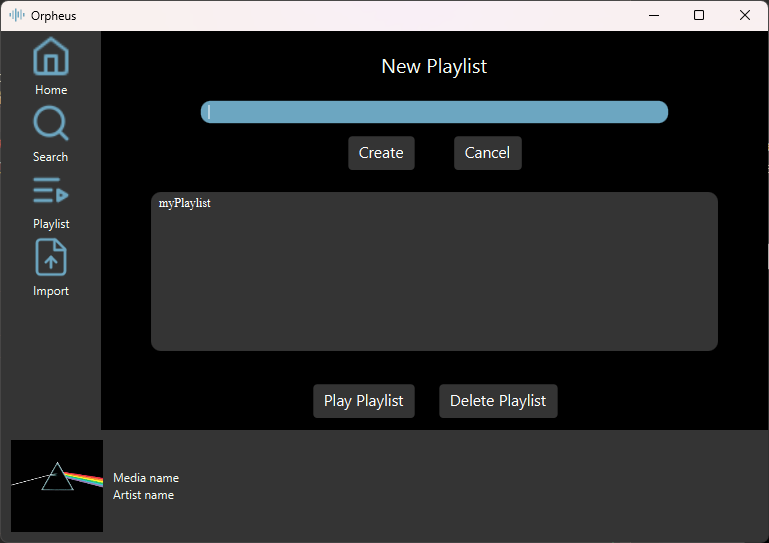 Orpheus
Home
Search
Playlist
Import
New Playlist
Create
Cancel
myPlaylist
Play Playlist
Delete Playlist
Media name
Artist name